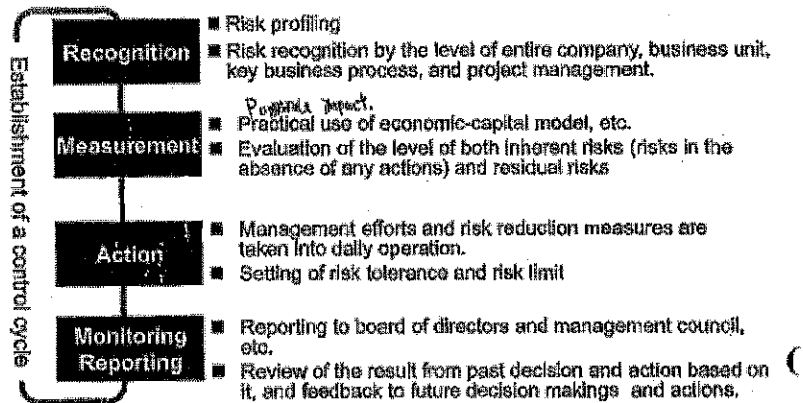 Establishment of a control cycle
Recognition
■ Risk profiling
■ Risk recognition by the level of entire company, business unit,
key business process, and project management.
Measurement
Impact.
■ Practical use of economic-capital model, etc.
■ Evaluation of the level of both inherent risks (risks in the
absence of any actions) and residual risks
Action
■ Management efforts and risk reduction measures are
taken into daily operation.
■ Setting of risk tolerance and risk limit
Monitoring
Reporting
■ Reporting to board of directors and management council,
etc.
■ Review of the result from past decision and action based on
it, and feedback to future decision makings and actions.